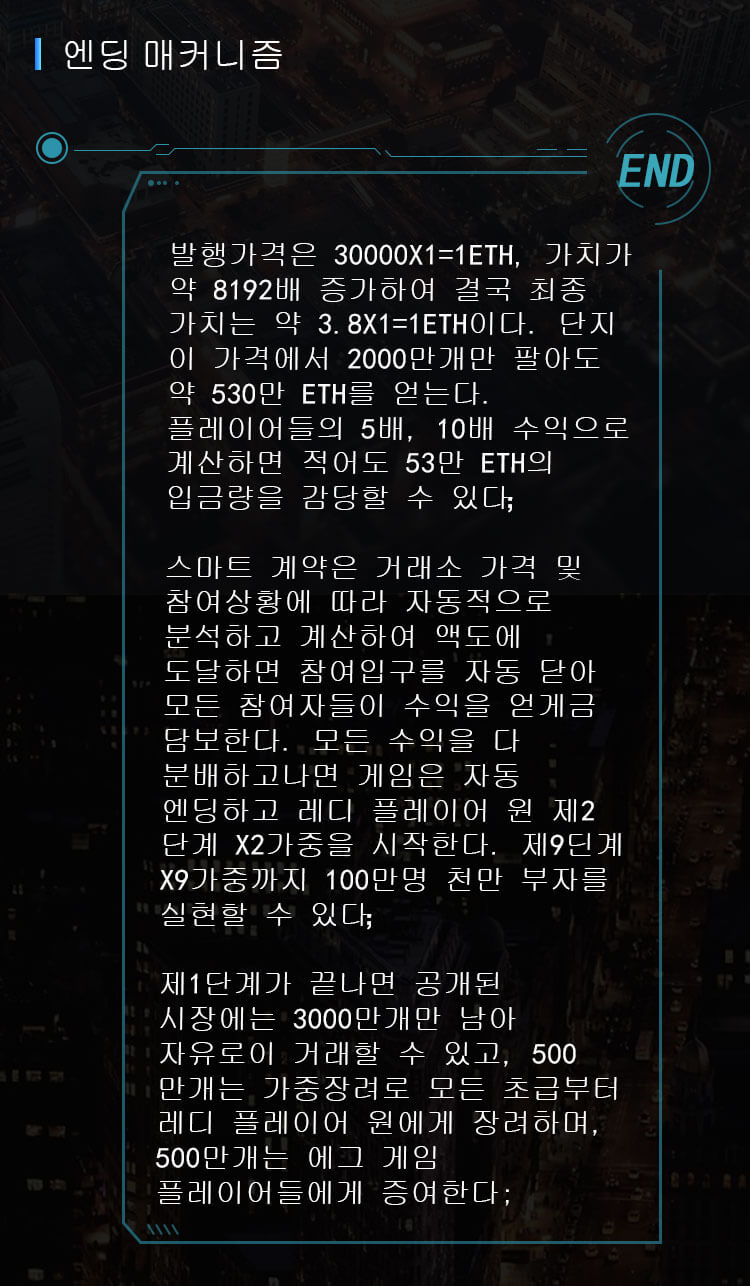 엔딩 매커니즘
END
발행가격은 30000X1=1ETH, 가치가
약 8192배 증가하여 결국 최종
가치는 약 3.8X1=1ETH이다. 단지
이 가격에서 2000만개만 팔아도
약 530만 ETH를 얻는다.
플레이어들의 5배, 10배 수익으로
계산하면 적어도 53만 ETH의
입금량을 감당할 수 있다;
스마트 계약은 거래소 가격 및
참여상황에 따라 자동적으로
분석하고 계산하여 액도에
도달하면 참여입구를 자동 닫아
모든 참여자들이 수익을 얻게금
담보한다. 모든 수익을 다
분배하고나면 게임은 자동
엔딩하고 레디 플레이어 원 제2
단계 X2가중을 시작한다. 제9딘계
X9가중까지 100만명 천만 부자를
실현할 수 있다;
제1단계가 끝나면 공개된
시장에는 3000만개만 남아
자유로이 거래할 수 있고, 500
만개는 가중장려로 모든 초급부터
레디 플레이어 원에게 장려하며,
500만개는 에그 게임
플레이어들에게 증여한다;